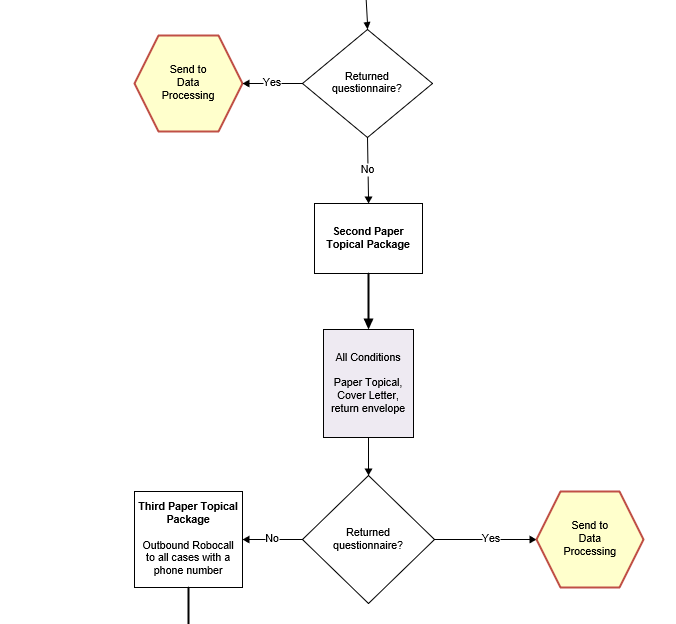 Send to
Data
Processing
Yes
Returned
questionnaire?
No
Second Paper
Topical Package
All Conditions
Paper Topical,
Cover Letter,
return envelope
Third Paper Topical
Package
Outbound Robocall
to all cases with a
phone number
No
Returned
questionnaire?
Yes
Send to
Data
Processing